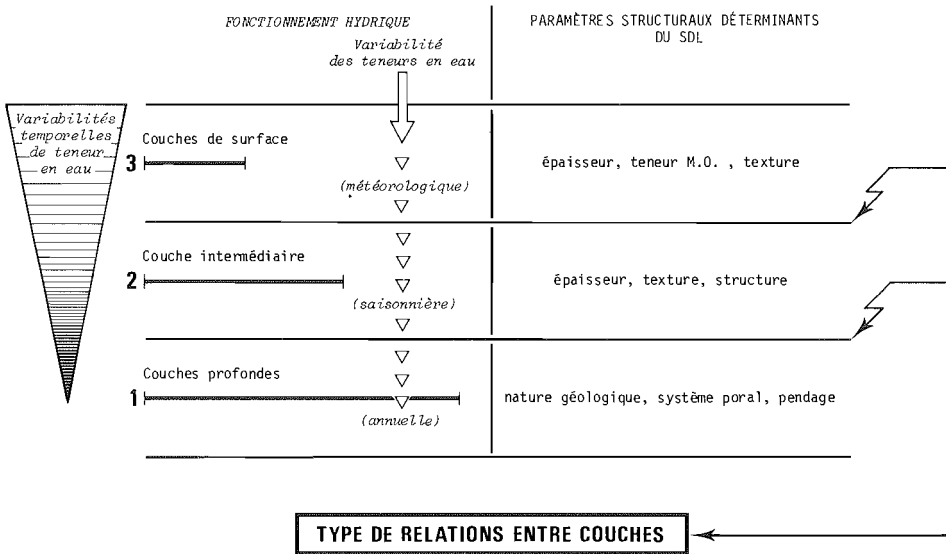 FONCTIONNEMENT HYDRIQUE
PARAMÈTRES STRUCTURAUX DÉTERMINANTS
DU SDL
Variabilité
des teneurs en eau
Variabilités
temporelles
de teneur
en eau
Couches de surface
3
(météorologique)
épaisseur, teneur M.O. , texture
Couche intermédiaire
2
(saisonnière)
épaisseur, texture, structure
Couches profondes
1
(annuelle)
nature géologique, système poral, pendage
TYPE DE RELATIONS ENTRE COUCHES